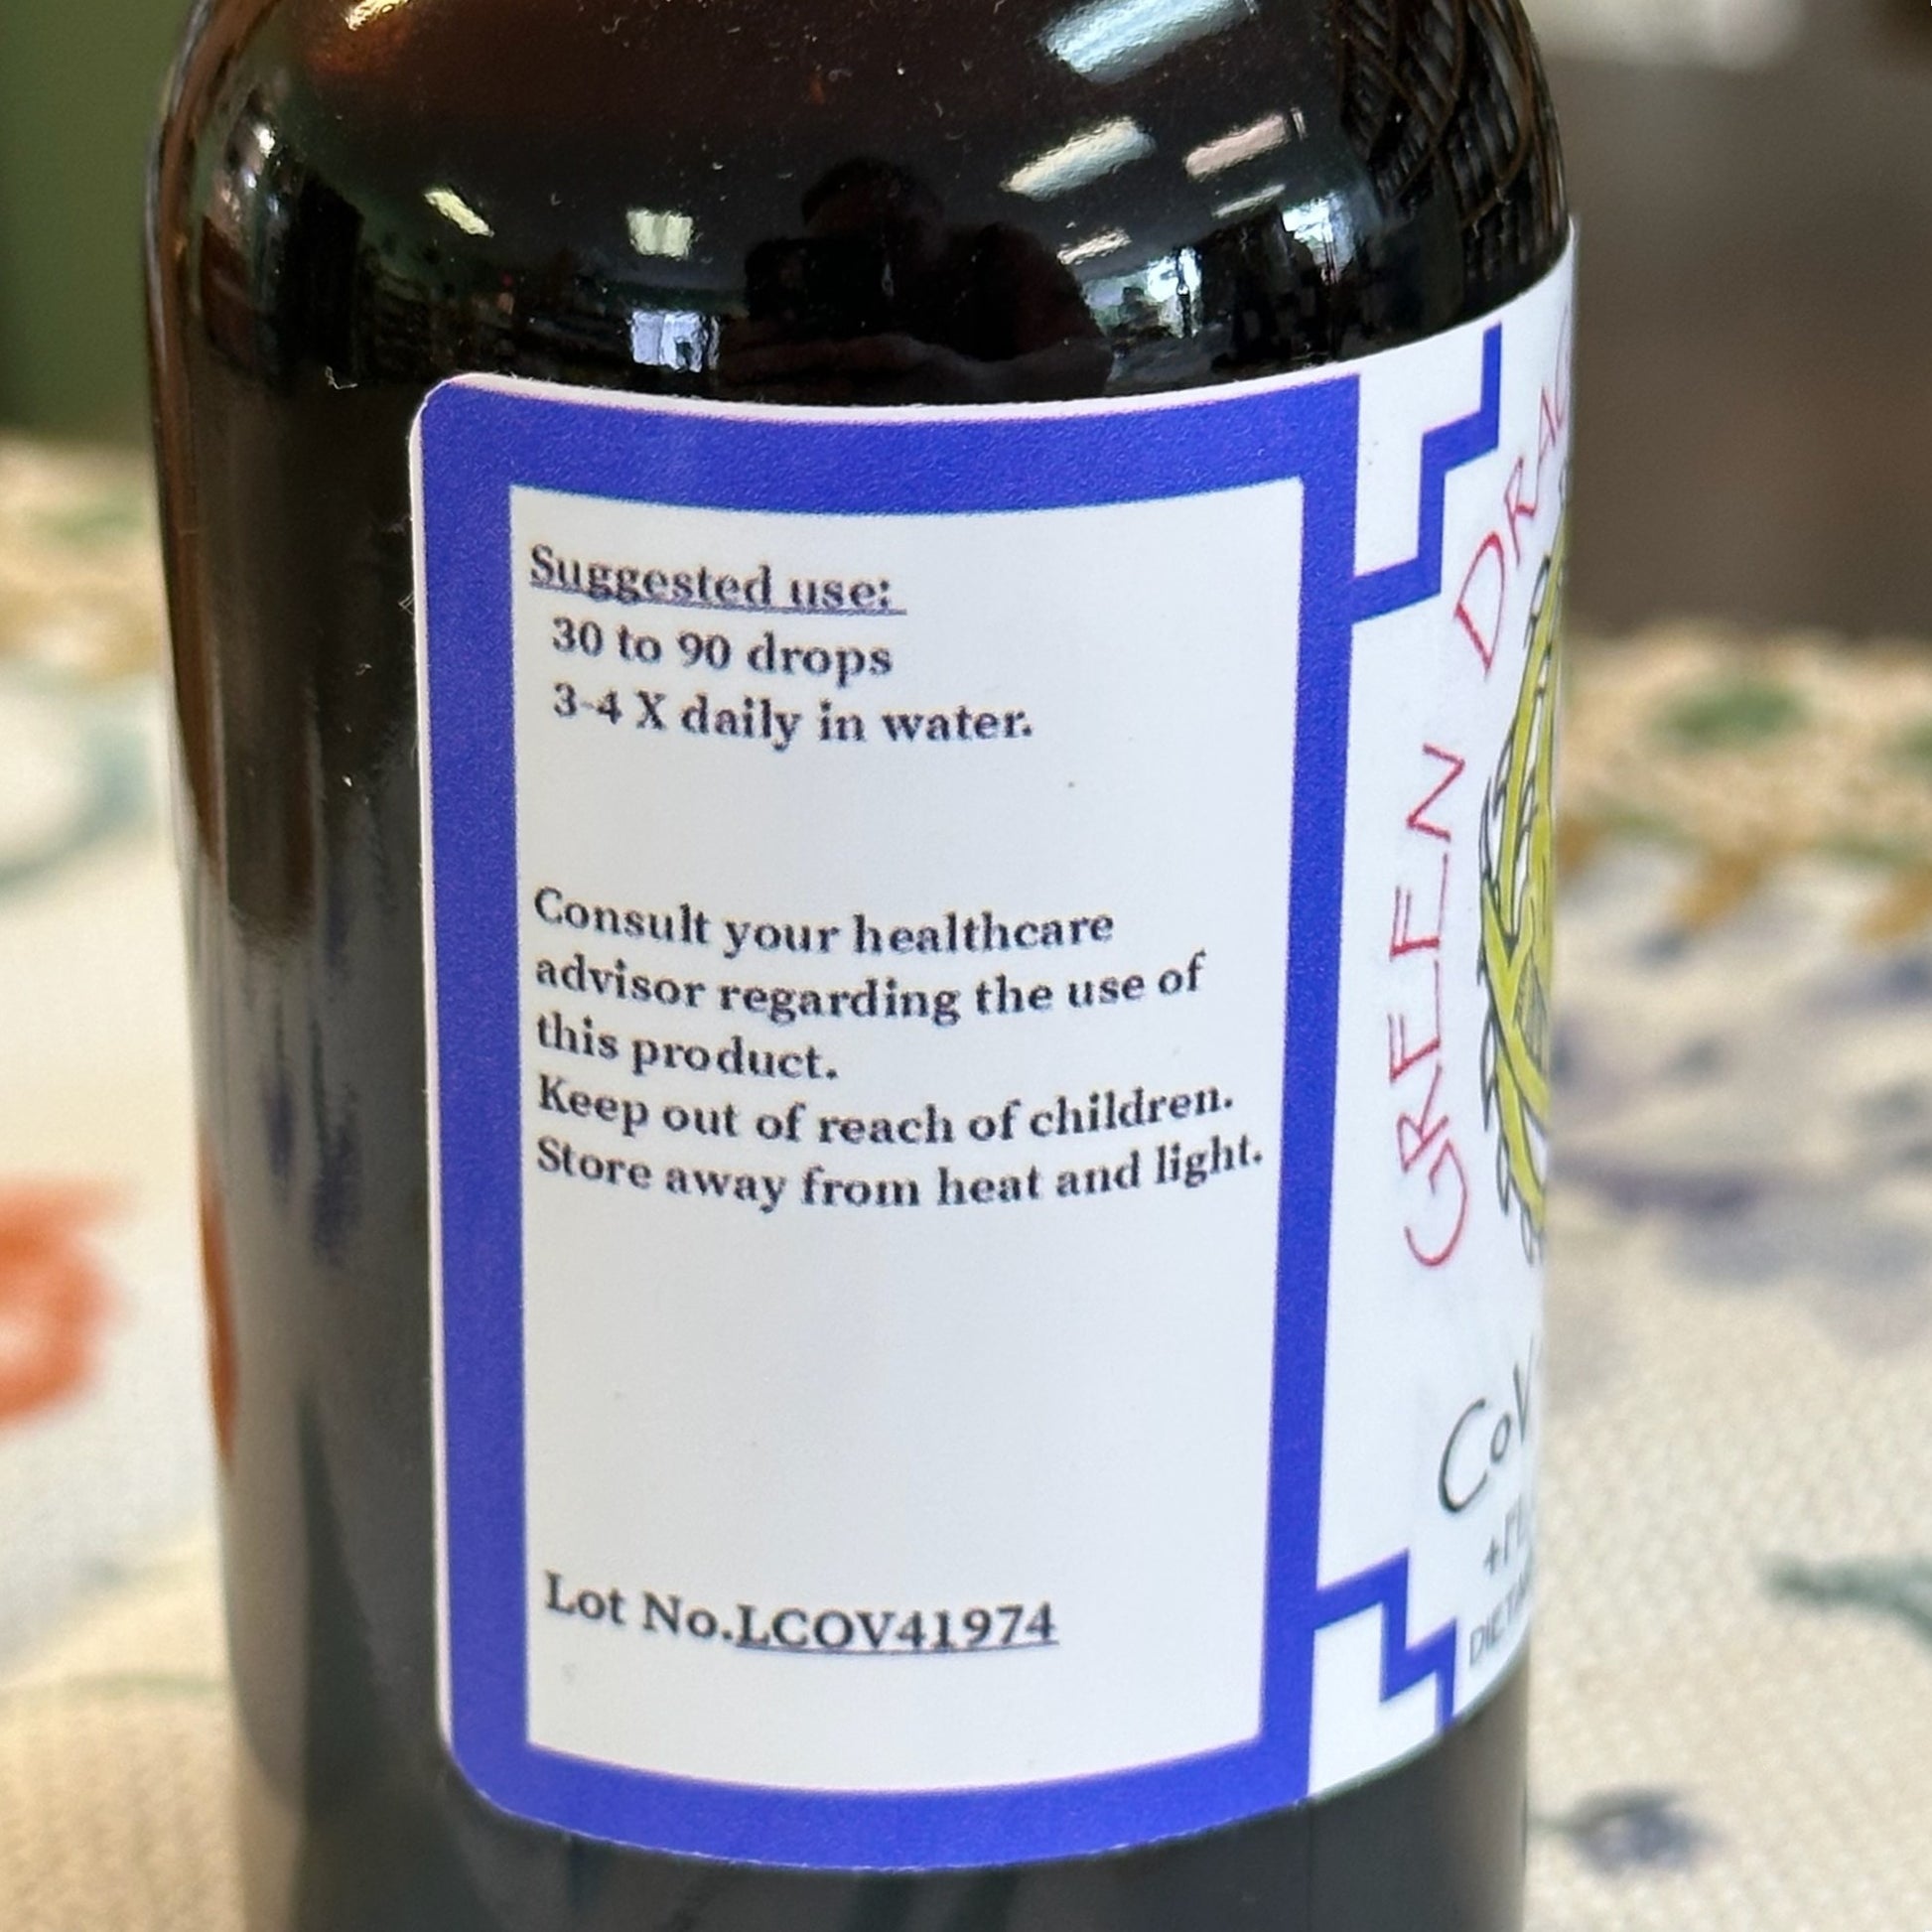 Suggested use:
30 to 90 drops
3-4 X daily in water.
Consult your healthcare
advisor regarding the use of
this product.
Keep out of reach of children.
Store away from heat and light.
Lot No.LCOV41974
GREEN